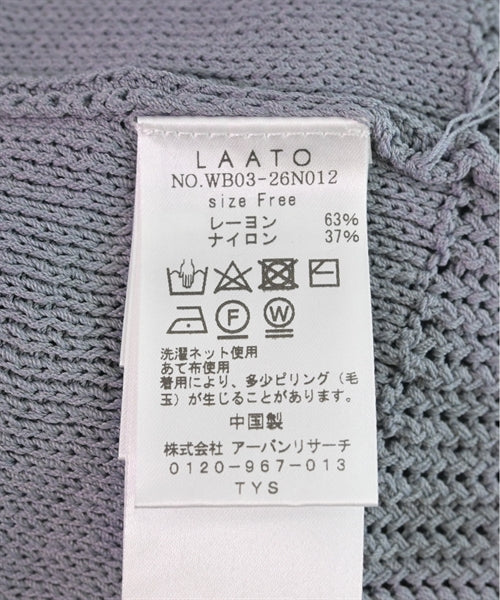 LAATO
NO.WB03-26N012
size Free
レーヨン 63%
ナイロン 37%
F W
洗濯ネット使用
あて布使用
着用により、多少ピリング(毛
玉)が生じることがあります。
中国製
株式会社 アーバンリサーチ
0120-967-013
TYS